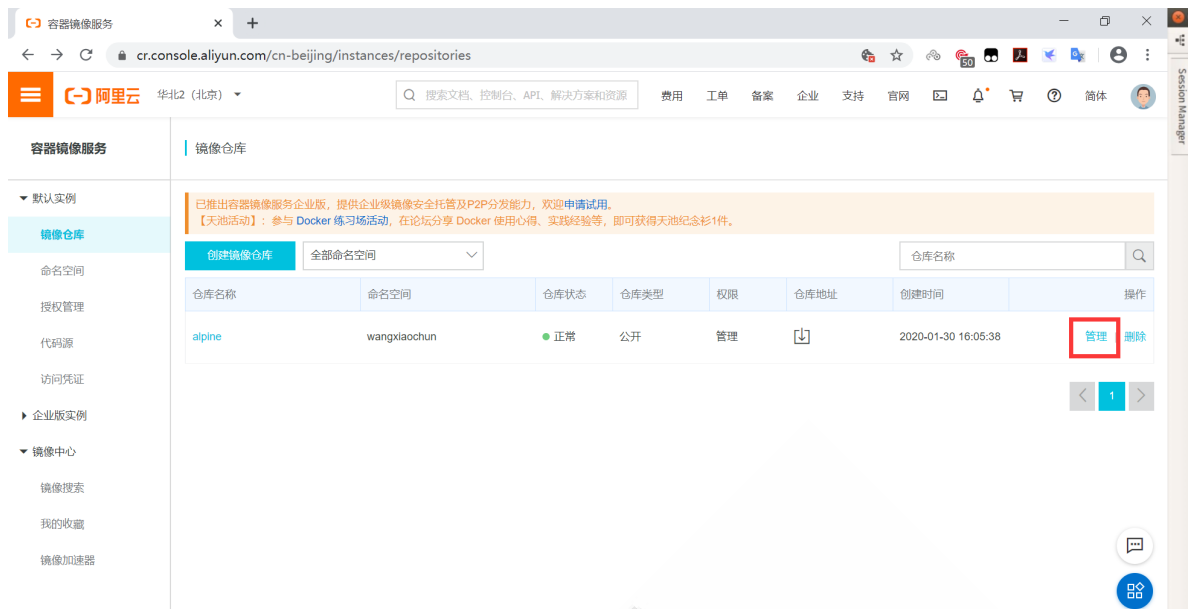 容器镜像服务
cr.console.aliyun.com/cn-beijing/instances/repositories
50
Session Manager
阿里云 华北2（北京）
搜索文档、控制台、API、解决方案和资源
费用 工单 备案 企业 支持 官网 简体
容器镜像服务
镜像仓库
默认实例
镜像仓库
命名空间
授权管理
代码源
访问凭证
企业版实例
镜像中心
镜像搜索
我的收藏
镜像加速器
已推出容器镜像服务企业版，提供企业级镜像安全托管及P2P分发能力，欢迎申请试用。
【天池活动】：参与 Docker 练习场活动，在论坛分享 Docker 使用心得、实践经验等，即可获得天池纪念衫1件。
创建镜像仓库 全部命名空间 仓库名称
仓库名称 命名空间 仓库状态 仓库类型 权限 仓库地址 创建时间 操作
alpine wangxiaochun 正常 公开 管理 2020-01-30 16:05:38 管理 删除
1